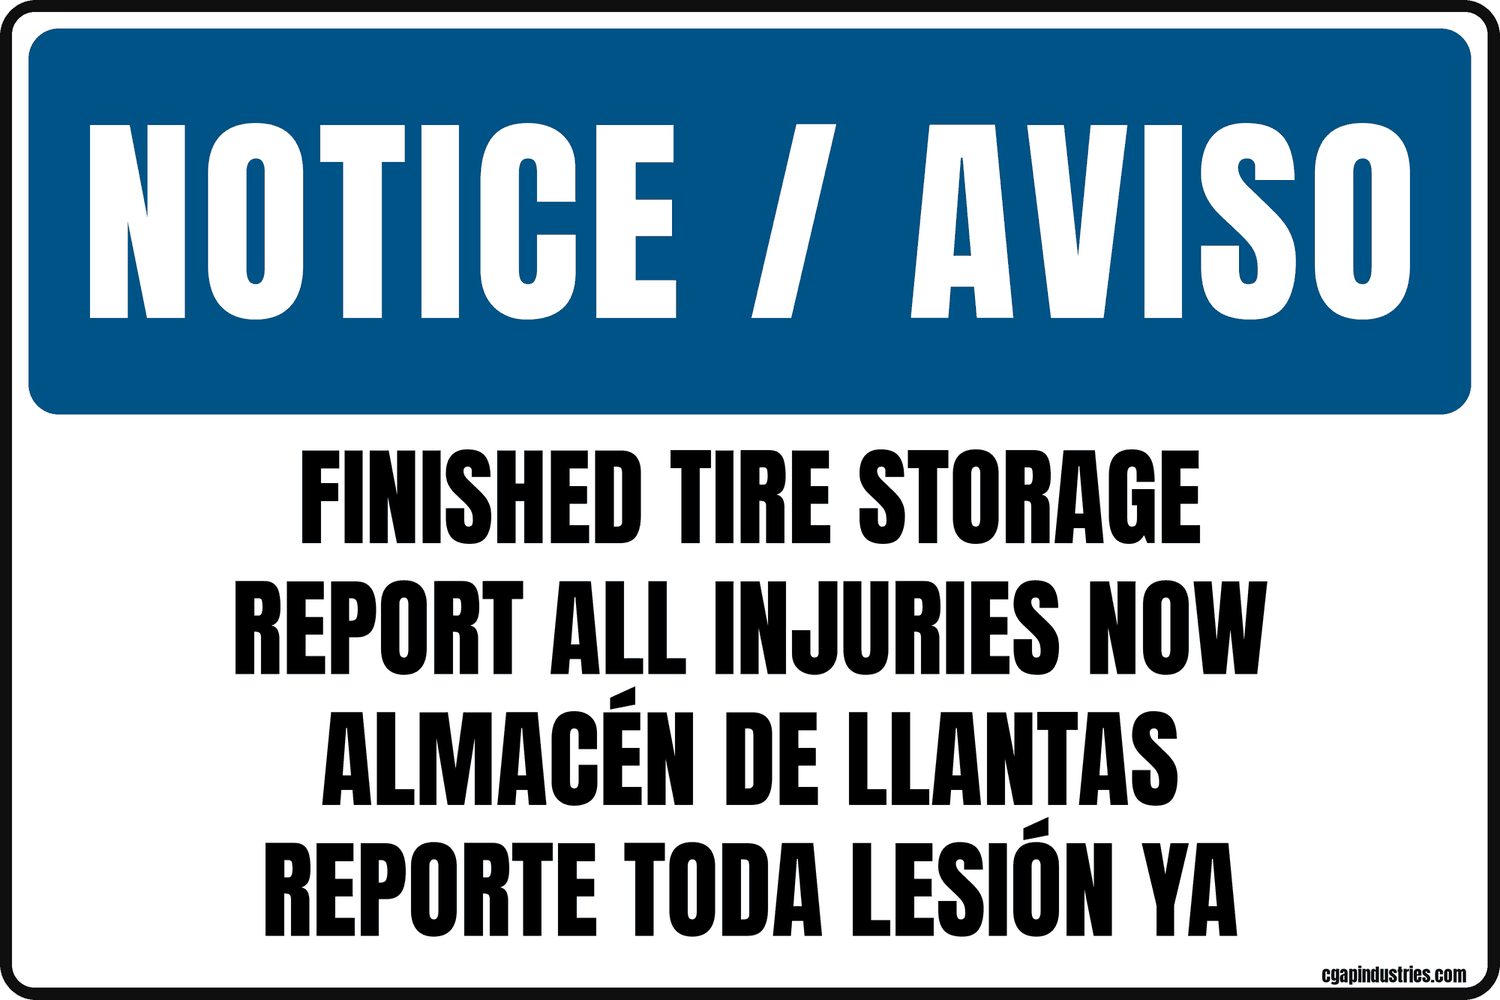 NOTICE / AVISO
FINISHED TIRE STORAGE
REPORT ALL INJURIES NOW
ALMACÉN DE LLANTAS
REPORTE TODA LESIÓN YA
cgapindustries.com